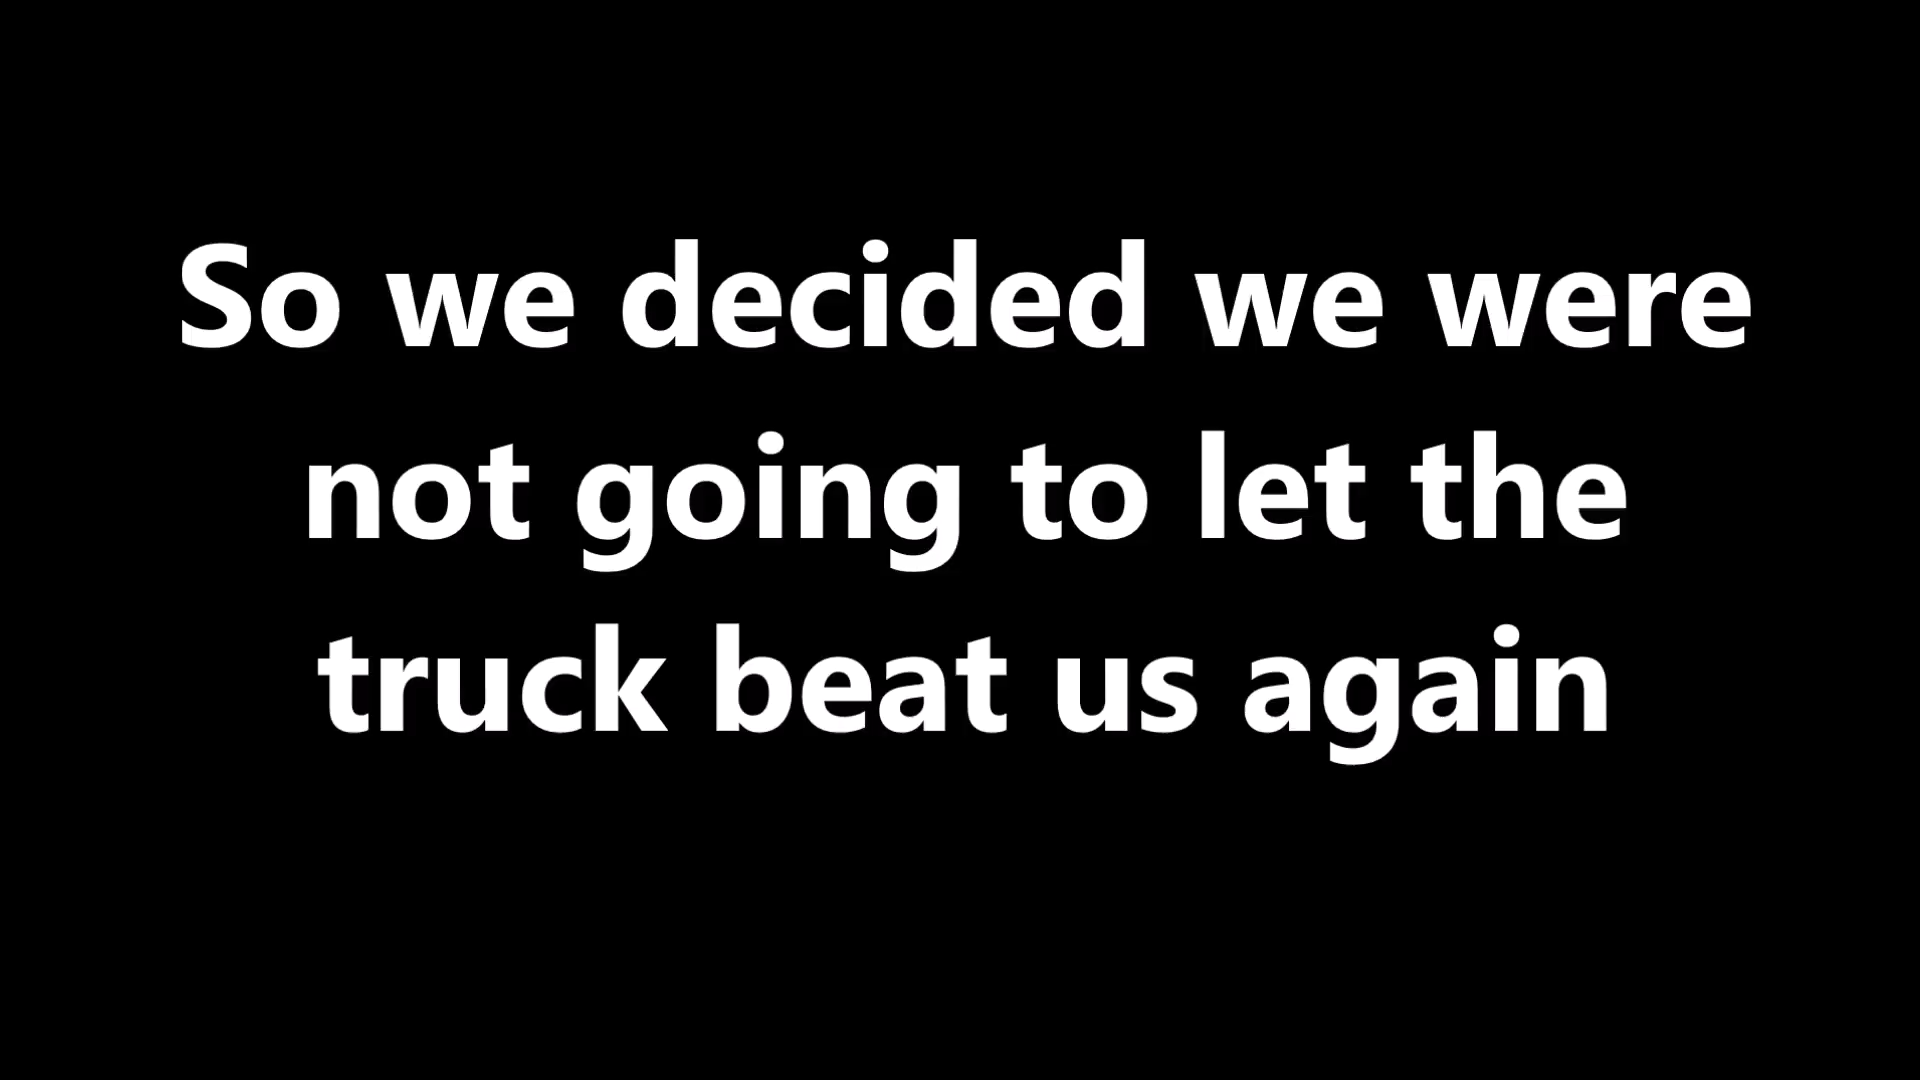 So we decided we were
not going to let the
truck beat us again